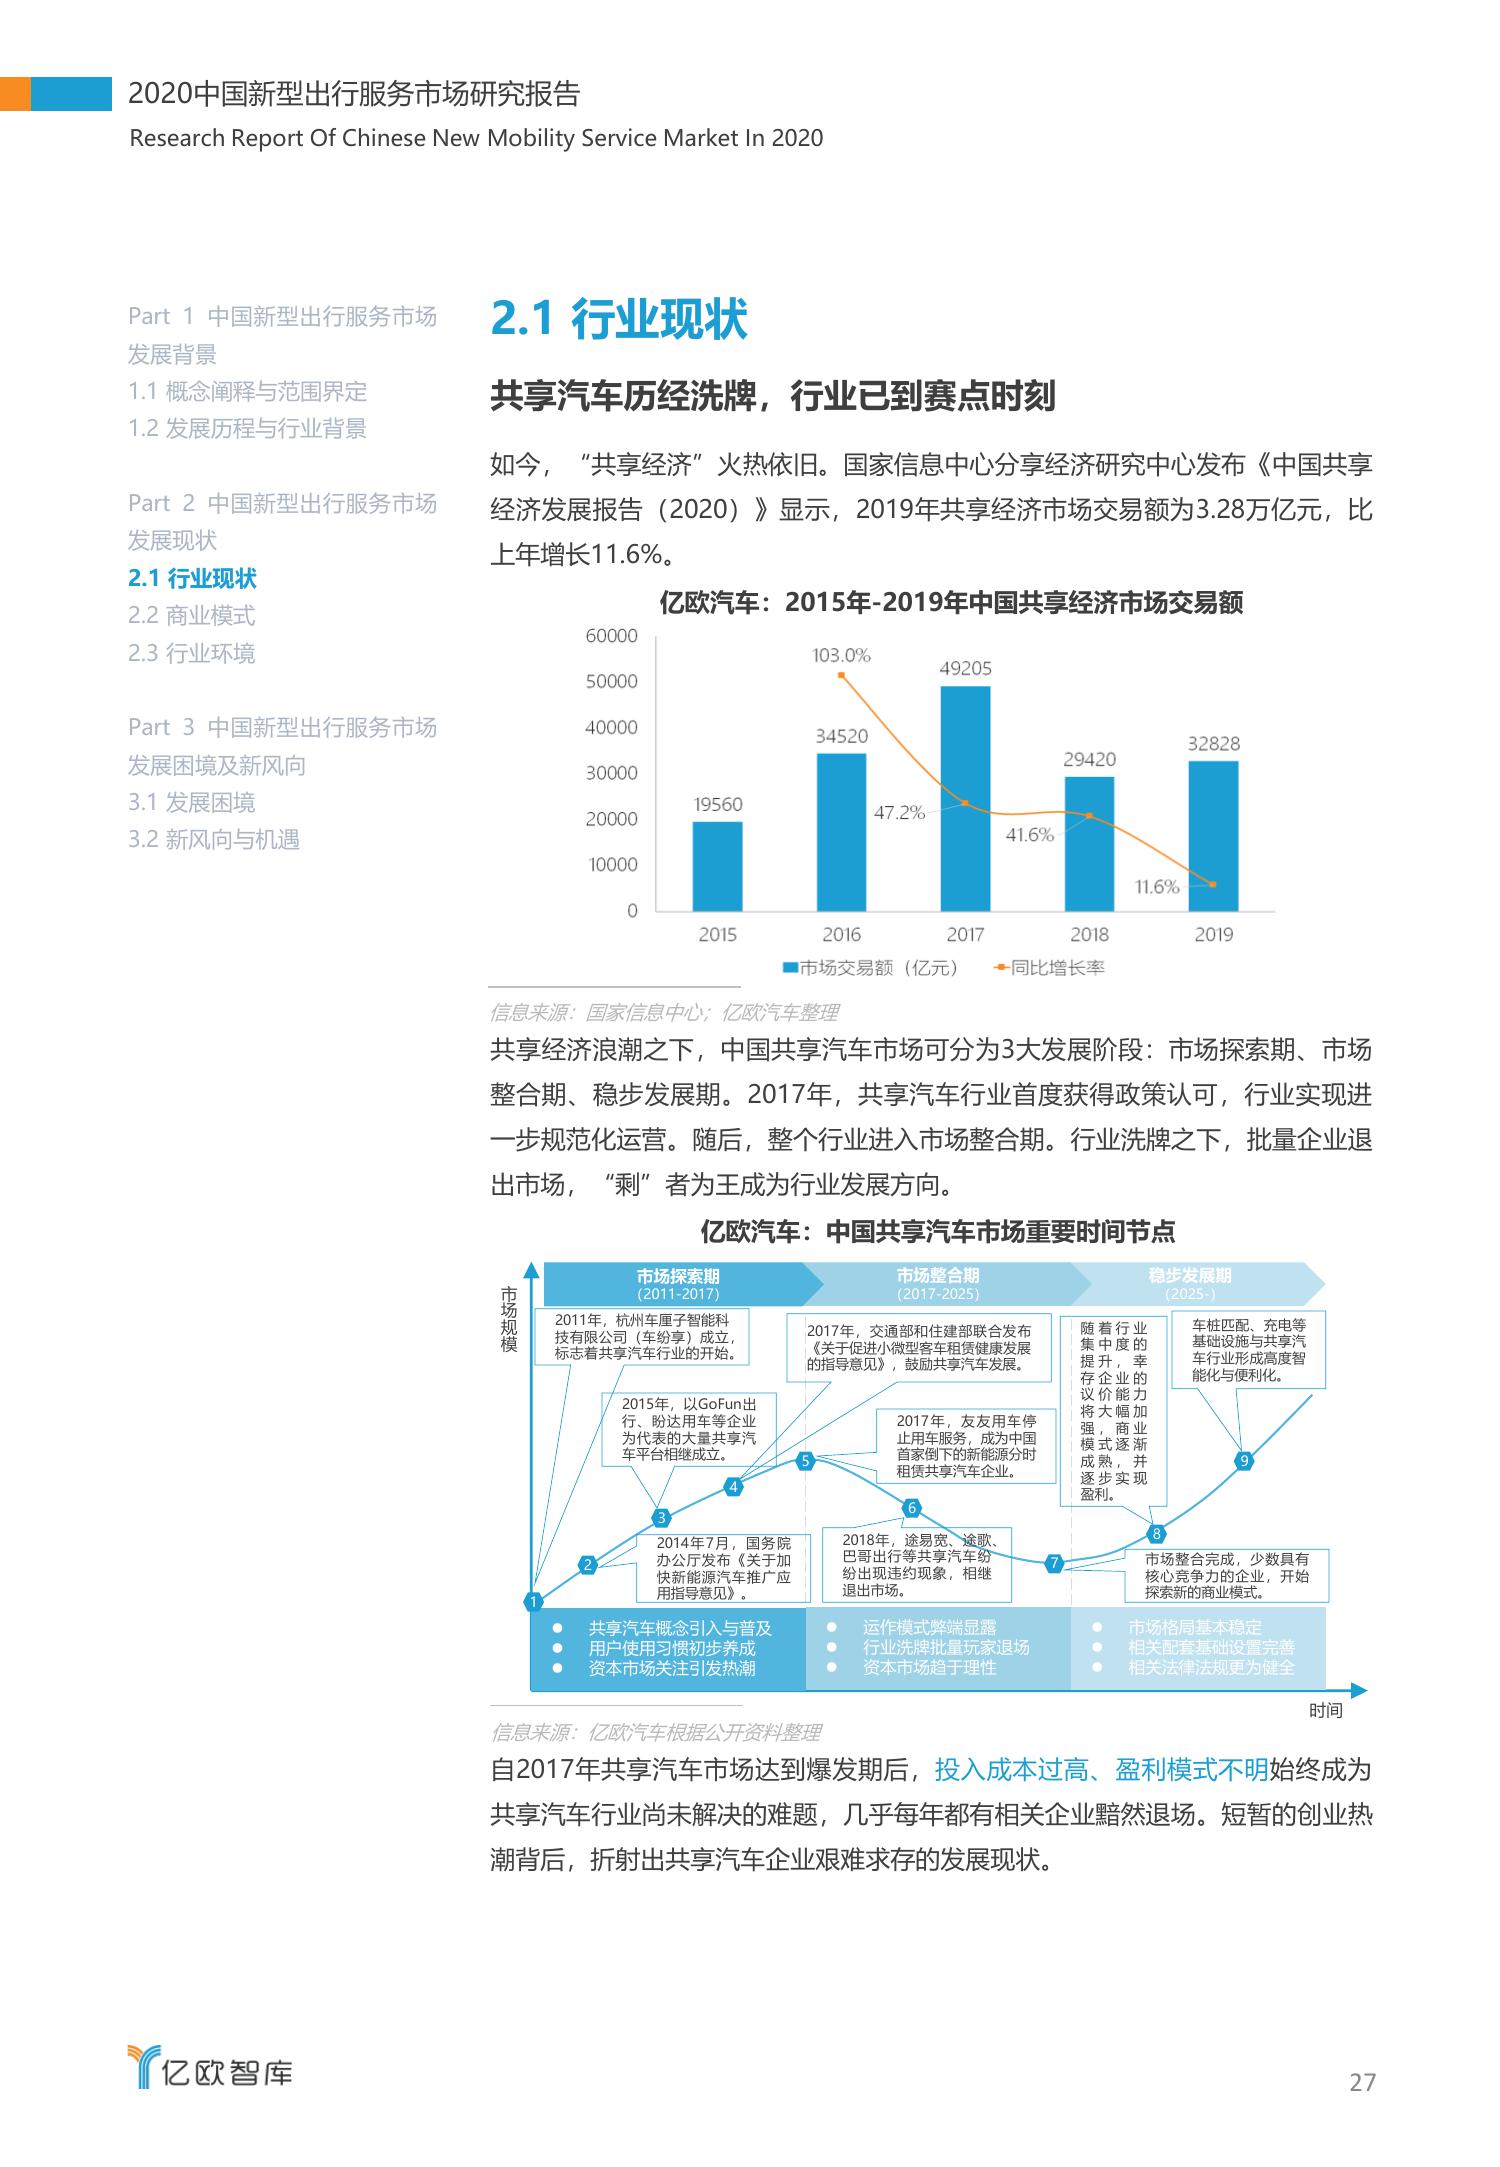 2020中国新型出行服务市场研究报告
Research Report Of Chinese New Mobility Service Market In 2020
Part 1 中国新型出行服务市场
发展背景
1.1 概念阐释与范围界定
1.2 发展历程与行业背景
Part 2 中国新型出行服务市场
发展现状
2.1 行业现状
2.2 商业模式
2.3 行业环境
Part 3 中国新型出行服务市场
发展困境及新风向
3.1 发展困境
3.2 新风向与机遇
2.1 行业现状
共享汽车历经洗牌，行业已到赛点时刻
如今，“共享经济”火热依旧。国家信息中心分享经济研究中心发布《中国共享
经济发展报告（2020）》显示，2019年共享经济市场交易额为3.28万亿元，比
上年增长11.6%。
亿欧汽车：2015年-2019年中国共享经济市场交易额
60000
50000
40000
30000
20000
10000
0
19560
34520
49205
29420
32828
103.0%
47.2%
41.6%
11.6%
2015 2016 2017 2018 2019
市场交易额（亿元） 同比增长率
信息来源：国家信息中心；亿欧汽车整理
共享经济浪潮之下，中国共享汽车市场可分为3大发展阶段：市场探索期、市场
整合期、稳步发展期。2017年，共享汽车行业首度获得政策认可，行业实现进
一步规范化运营。随后，整个行业进入市场整合期。行业洗牌之下，批量企业退
出市场，“剩”者为王成为行业发展方向。
亿欧汽车：中国共享汽车市场重要时间节点
市场规模
市场探索期
（2011-2017）
市场整合期
（2017-2025）
稳步发展期
（2025-）
2011年，杭州车厘子智能科
技有限公司（车纷享）成立，
标志着共享汽车行业的开始。
2015年，以GoFun出
行、盼达用车等企业
为代表的大量共享汽
车平台相继成立。
2017年，交通部和住建部联合发布
《关于促进小微型客车租赁健康发展
的指导意见》，鼓励共享汽车发展。
2017年，友友用车停
止用车服务，成为中国
首家倒下的新能源分时
租赁共享汽车企业。
随着行业
集中度的
提升，幸
存企业的
议价能力
将大幅加
强，商业
模式逐渐
成熟，并
逐步实现
盈利。
车桩匹配、充电等
基础设施与共享汽
车行业形成高度智
能化与便利化。
1
2
3
4
5
6
7
8
9
2014年7月，国务院
办公厅发布《关于加
快新能源汽车推广应
用指导意见》。
2018年，途易宽、途歌、
巴哥出行等共享汽车纷
纷出现违约现象，相继
退出市场。
市场整合完成，少数具有
核心竞争力的企业，开始
探索新的商业模式。
● 共享汽车概念引入与普及
● 用户使用习惯初步养成
● 资本市场关注引发热潮
● 运作模式弊端显露
● 行业洗牌批量玩家退场
● 资本市场趋于理性
● 市场格局基本稳定
● 相关配套基础设置完善
● 相关法律法规更为健全
时间
信息来源：亿欧汽车根据公开资料整理
自2017年共享汽车市场达到爆发期后，投入成本过高、盈利模式不明始终成为
共享汽车行业尚未解决的难题，几乎每年都有相关企业黯然退场。短暂的创业热
潮背后，折射出共享汽车企业艰难求存的发展现状。
亿欧智库
27